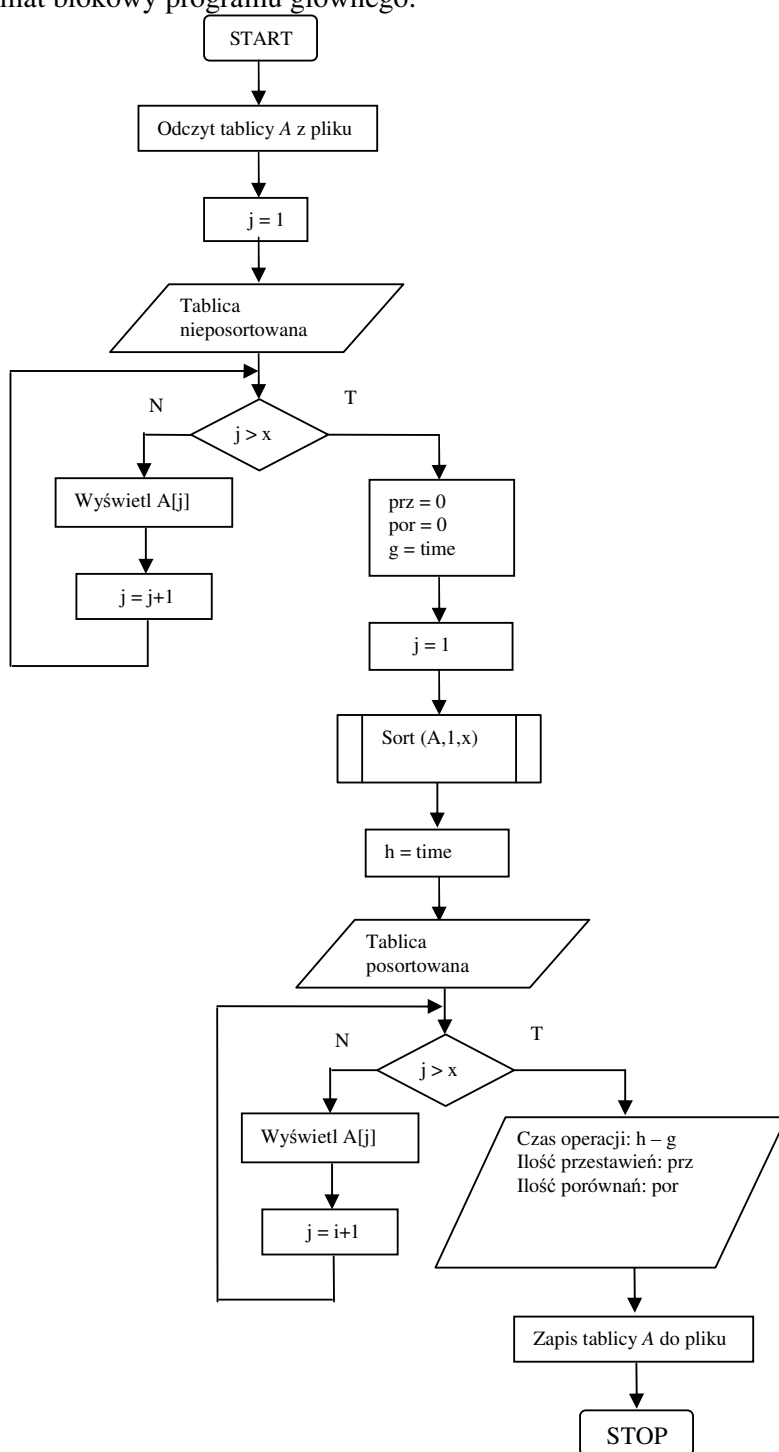 mat blokowy programu głównego.
START
Odczyt tablicy A z pliku
j = 1
Tablica
nieposortowana
N
T
j > x
Wyświetl A[j]
j = j+1
prz = 0
por = 0
g = time
j = 1
Sort (A,1,x)
h = time
Tablica
posortowana
N
T
j > x
Wyświetl A[j]
j = i+1
Czas operacji: h – g
Ilość przestawień: prz
Ilość porównań: por
Zapis tablicy A do pliku
STOP